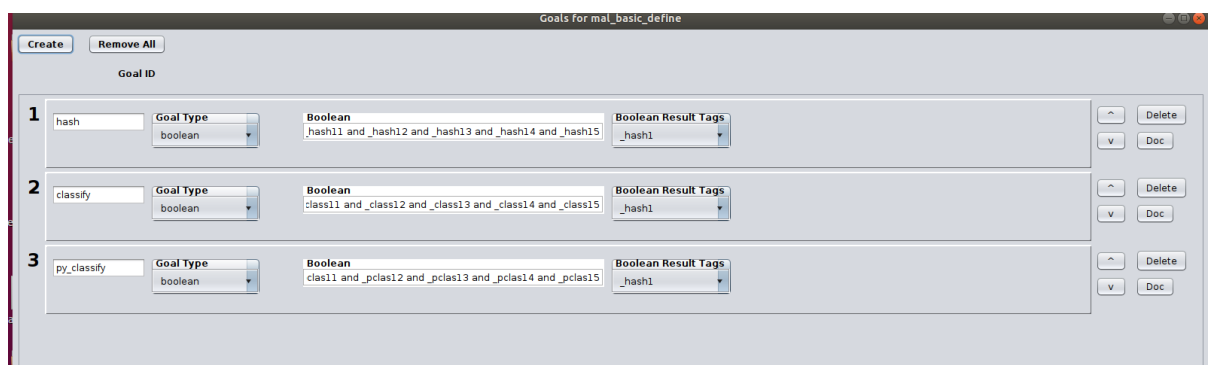 Goals for mal_basic_define
Create Remove All
Goal ID
1 hash Goal Type boolean Boolean _hash11 and _hash12 and _hash13 and _hash14 and _hash15 Boolean Result Tags _hash1 ^ v Delete Doc
2 classify Goal Type boolean Boolean class11 and _class12 and _class13 and _class14 and _class15 Boolean Result Tags _hash1 ^ v Delete Doc
3 py_classify Goal Type boolean Boolean clas11 and _pclas12 and _pclas13 and _pclas14 and _pclas15 Boolean Result Tags _hash1 ^ v Delete Doc